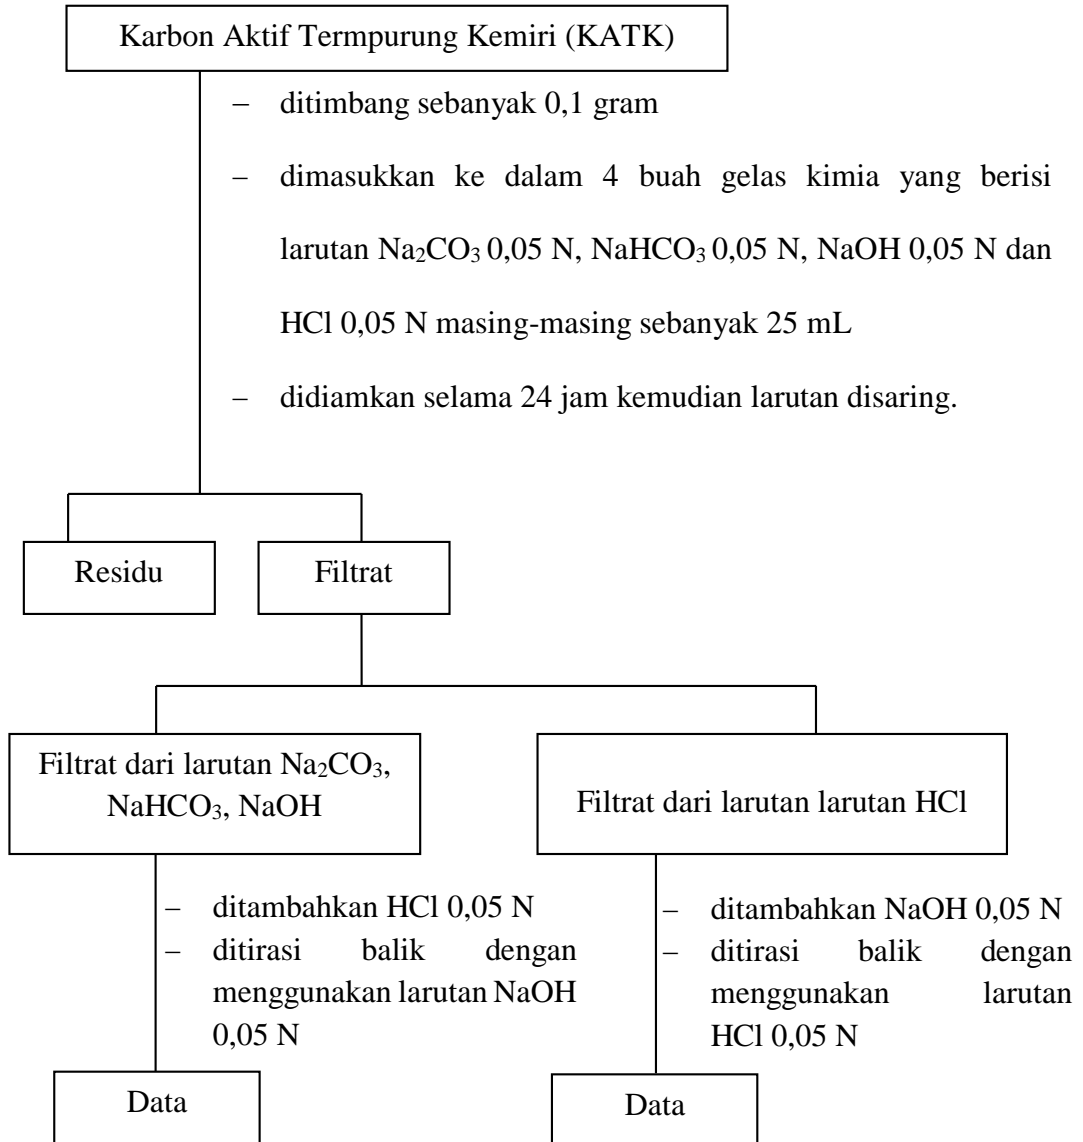 Karbon Aktif Termpurung Kemiri (KATK)
– ditimbang sebanyak 0,1 gram
– dimasukkan ke dalam 4 buah gelas kimia yang berisi
larutan Na₂CO₃ 0,05 N, NaHCO₃ 0,05 N, NaOH 0,05 N dan
HCl 0,05 N masing-masing sebanyak 25 mL
– didiamkan selama 24 jam kemudian larutan disaring.
Residu
Filtrat
Filtrat dari larutan Na₂CO₃,
NaHCO₃, NaOH
Filtrat dari larutan larutan HCl
– ditambahkan HCl 0,05 N
– ditirasi balik dengan
menggunakan larutan NaOH
0,05 N
– ditambahkan NaOH 0,05 N
– ditirasi balik dengan
menggunakan larutan
HCl 0,05 N
Data
Data